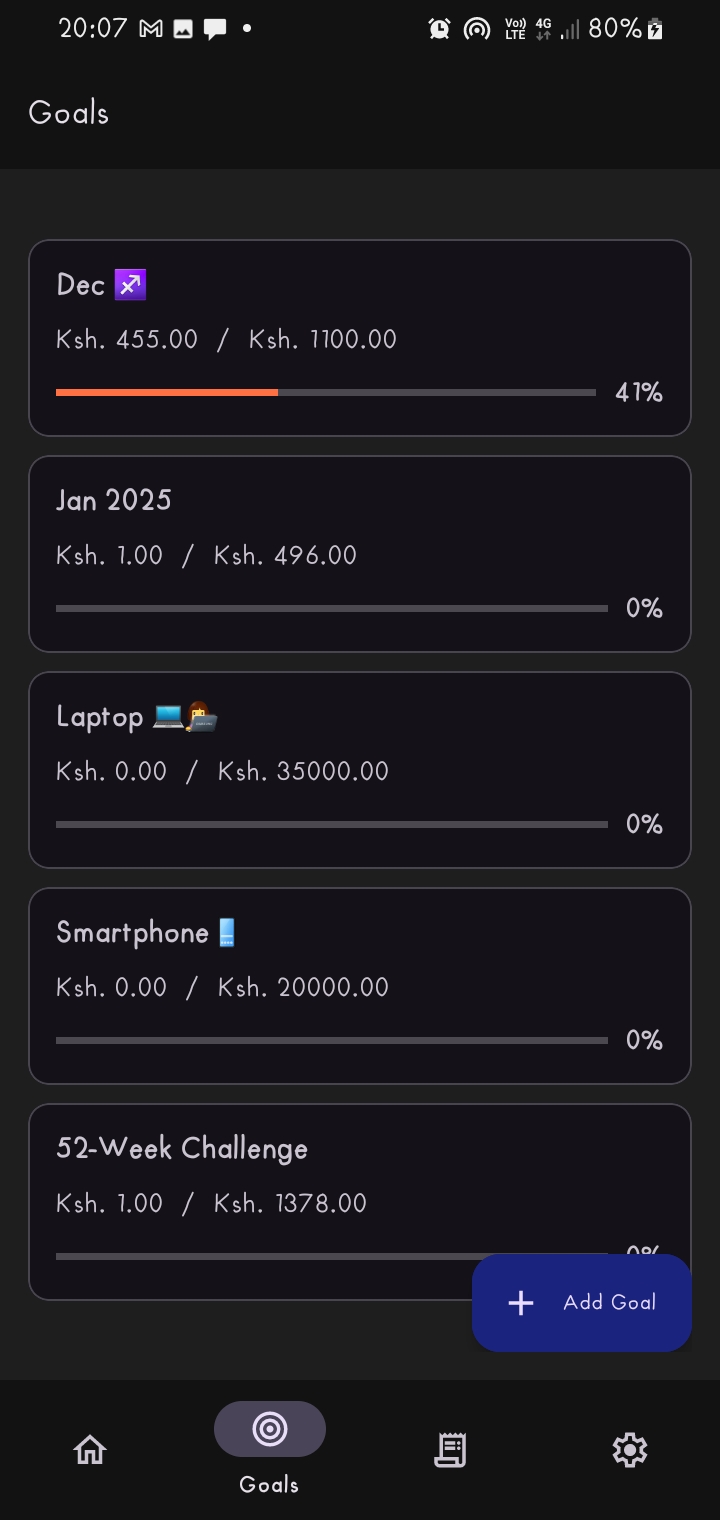 20:07 Vo)) LTE 4G 80%
Goals
Dec ♐
Ksh. 455.00 / Ksh. 1100.00
41%
Jan 2025
Ksh. 1.00 / Ksh. 496.00
0%
Laptop 💻👩‍💻
Ksh. 0.00 / Ksh. 35000.00
0%
Smartphone📱
Ksh. 0.00 / Ksh. 20000.00
0%
52-Week Challenge
Ksh. 1.00 / Ksh. 1378.00
0%
+ Add Goal
Goals